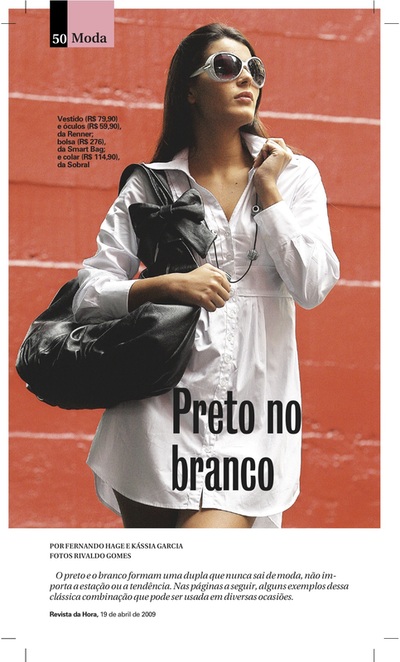 50 Moda
Vestido (R$ 79,90)
e óculos (R$ 59,90),
da Renner;
bolsa (R$ 276),
da Smart Bag;
e colar (R$ 114,90),
da Sobral
Preto no
branco
POR FERNANDO HAGE E KÁSSIA GARCIA
FOTOS RIVALDO GOMES
O preto e o branco formam uma dupla que nunca sai de moda, não im-
porta a estação ou a tendência. Nas páginas a seguir, alguns exemplos dessa
clássica combinação que pode ser usada em diversas ocasiões.
Revista da Hora, 19 de abril de 2009